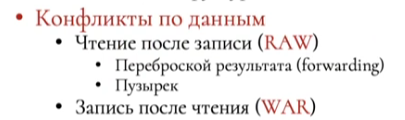 • Конфликты по данным
• Чтение после записи (RAW)
• Переброской результата (forwarding)
• Пузырек
• Запись после чтения (WAR)